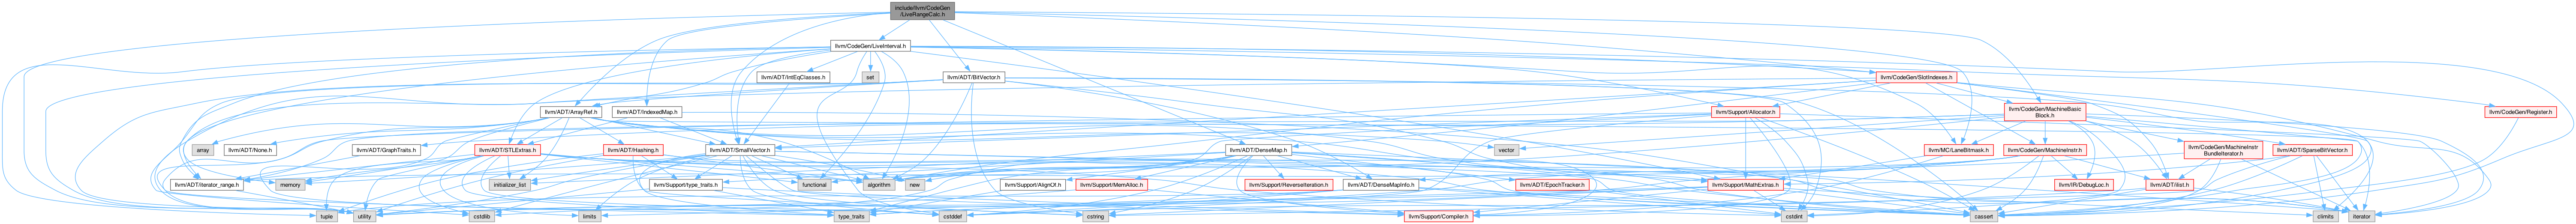 include/llvm/CodeGen
/LiveRangeCalc.h
llvm/CodeGen/LiveInterval.h
llvm/ADT/IntEqClasses.h
set
llvm/ADT/BitVector.h
llvm/CodeGen/SlotIndexes.h
llvm/ADT/ArrayRef.h
llvm/ADT/IndexedMap.h
llvm/Support/Allocator.h
llvm/CodeGen/MachineBasic
Block.h
llvm/CodeGen/Register.h
array
llvm/ADT/None.h
llvm/ADT/GraphTraits.h
llvm/ADT/STLExtras.h
llvm/ADT/Hashing.h
llvm/ADT/SmallVector.h
vector
llvm/ADT/DenseMap.h
llvm/MC/LaneBitmask.h
llvm/CodeGen/MachineInstr.h
llvm/CodeGen/MachineInstr
BundleIterator.h
llvm/ADT/SparseBitVector.h
llvm/ADT/iterator_range.h
memory
initializer_list
llvm/Support/type_traits.h
functional
algorithm
new
llvm/Support/AlignOf.h
llvm/Support/MemAlloc.h
llvm/Support/ReverseIteration.h
llvm/ADT/DenseMapInfo.h
llvm/ADT/EpochTracker.h
llvm/Support/MathExtras.h
llvm/IR/DebugLoc.h
llvm/ADT/ilist.h
tuple
utility
cstdlib
limits
type_traits
cstddef
cstring
llvm/Support/Compiler.h
cstdint
cassert
climits
iterator